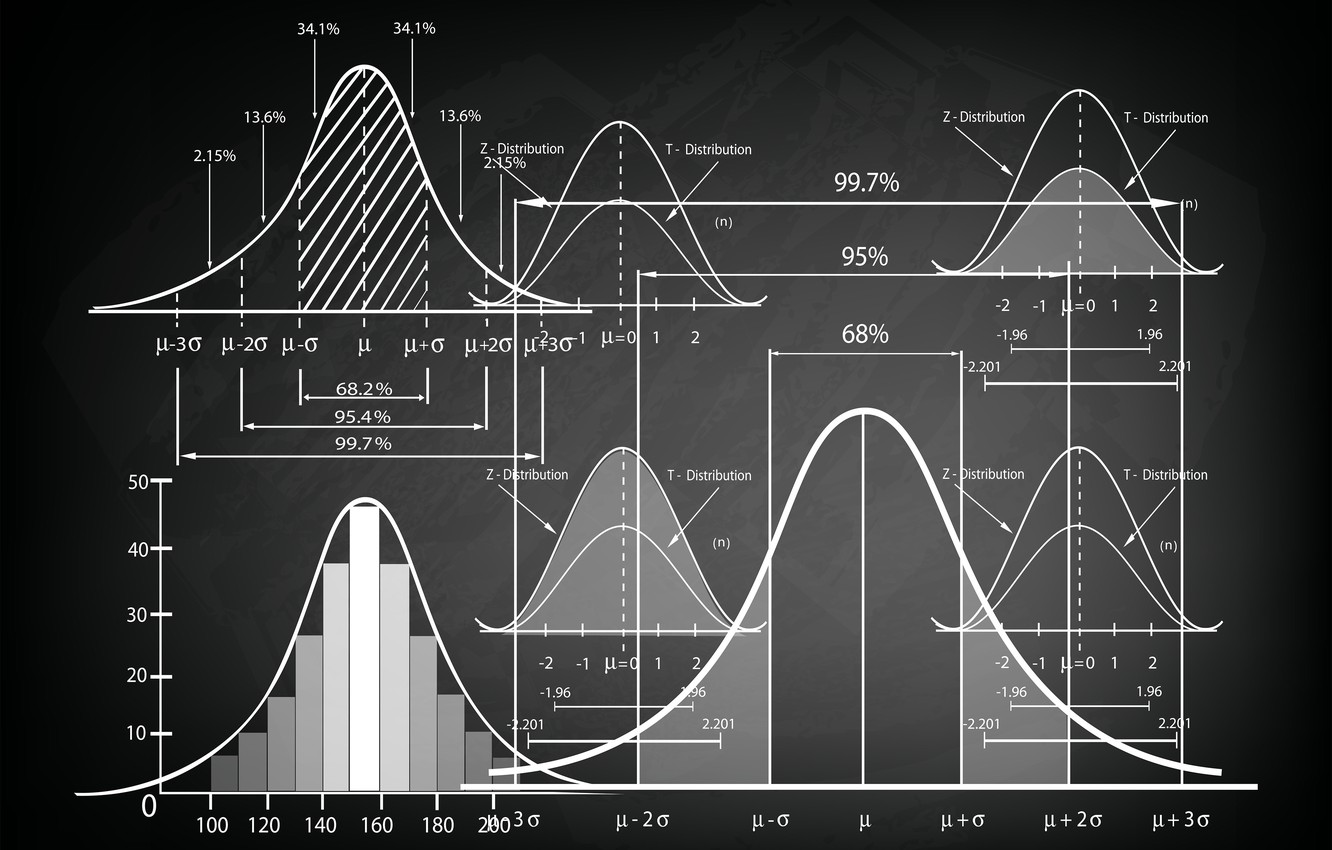 34.1% 34.1%
13.6% 13.6%
2.15% 2.15%
μ-3σ μ-2σ μ-σ μ μ+σ μ+2σ μ+3σ
68.2%
95.4%
99.7%
Z - Distribution T - Distribution
(n)
-2 -1 μ=0 1 2
Z - Distribution T - Distribution
(n)
-2 -1 μ=0 1 2
-1.96 1.96
-2.201 2.201
99.7%
95%
68%
50
40
30
20
10
0
100 120 140 160 180 200
Z - Distribution T - Distribution
(n)
-2 -1 μ=0 1 2
-1.96 1.96
-2.201 2.201
Z - Distribution T - Distribution
(n)
-2 -1 μ=0 1 2
-1.96 1.96
-2.201 2.201
μ-3σ μ-2σ μ-σ μ μ+σ μ+2σ μ+3σ